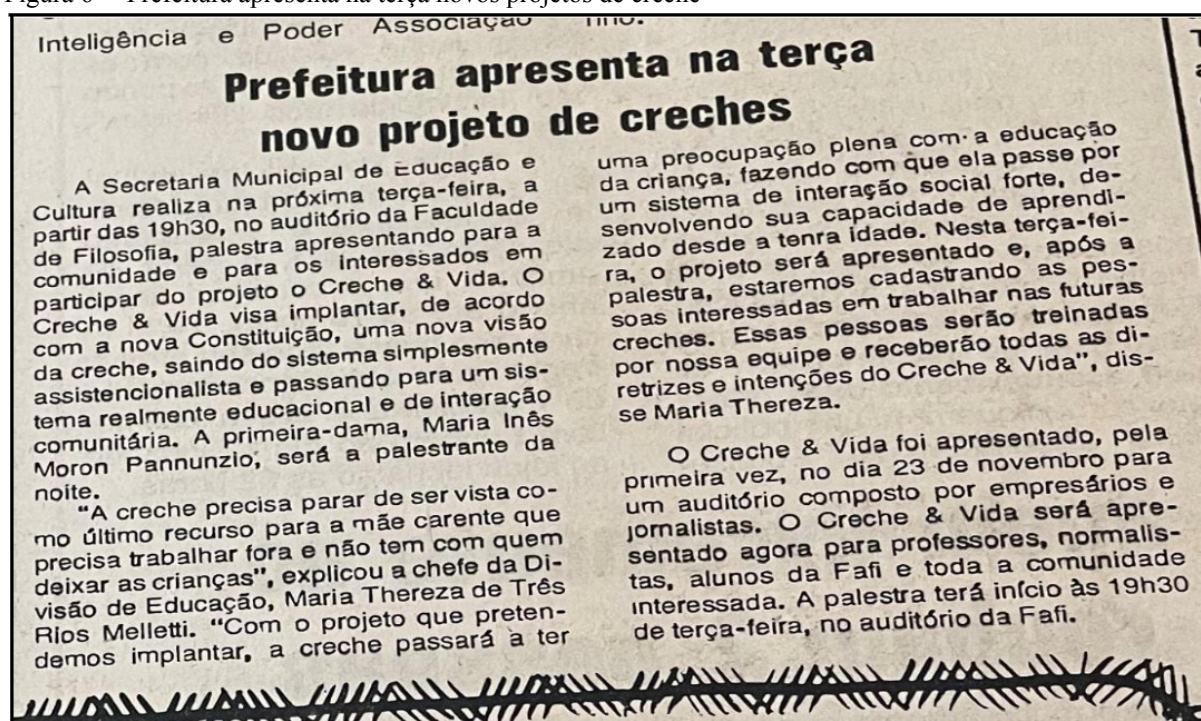 Prefeitura apresenta na terça novos projetos de creche
Inteligência e Poder Associação
Prefeitura apresenta na terça
novo projeto de creches
A Secretaria Municipal de Educação e
Cultura realiza na próxima terça-feira, a
partir das 19h30, no auditório da Faculdade
de Filosofia, palestra apresentando para a
comunidade e para os interessados em
participar do projeto o Creche & Vida. O
Creche & Vida visa implantar, de acordo
com a nova Constituição, uma nova visão
da creche, saindo do sistema simplesmente
assistencionalista e passando para um sis-
tema realmente educacional e de interação
comunitária. A primeira-dama, Maria Inês
Moron Pannunzio, será a palestrante da
noite.
"A creche precisa parar de ser vista co-
mo último recurso para a mãe carente que
precisa trabalhar fora e não tem com quem
deixar as crianças", explicou a chefe da Di-
visão de Educação, Maria Thereza de Três
Rios Melletti. "Com o projeto que preten-
demos implantar, a creche passará a ter
uma preocupação plena com a educação
da criança, fazendo com que ela passe por
um sistema de interação social forte, de-
senvolvendo sua capacidade de aprendi-
zado desde a tenra idade. Nesta terça-fei-
ra, o projeto será apresentado e, após a
palestra, estaremos cadastrando as pes-
soas interessadas em trabalhar nas futuras
creches. Essas pessoas serão treinadas
por nossa equipe e receberão todas as di-
retrizes e intenções do Creche & Vida", dis-
se Maria Thereza.
O Creche & Vida foi apresentado, pela
primeira vez, no dia 23 de novembro para
um auditório composto por empresários e
jornalistas. O Creche & Vida será apre-
sentado agora para professores, normalis-
tas, alunos da Fafi e toda a comunidade
interessada. A palestra terá início às 19h30
de terça-feira, no auditório da Fafi.